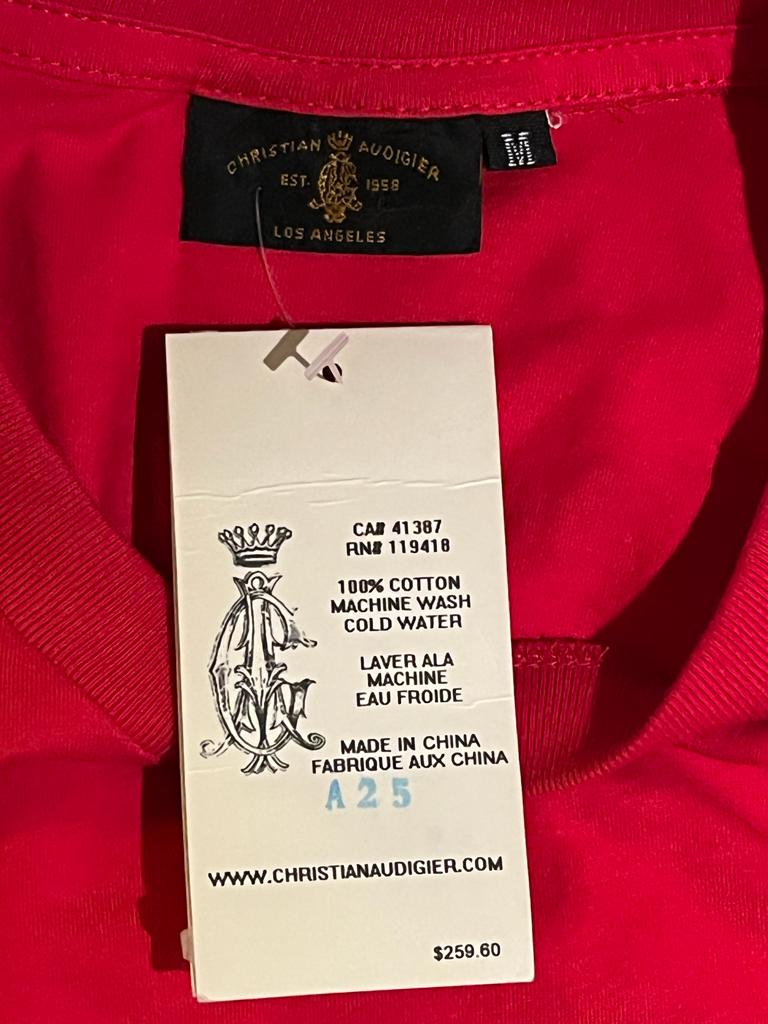 CHRISTIAN AUDIGIER
EST. 1958
LOS ANGELES
M
CA# 41387
RN# 119418
100% COTTON
MACHINE WASH
COLD WATER
LAVER ALA
MACHINE
EAU FROIDE
MADE IN CHINA
FABRIQUE AUX CHINA
A25
WWW.CHRISTIANAUDIGIER.COM
$259.60